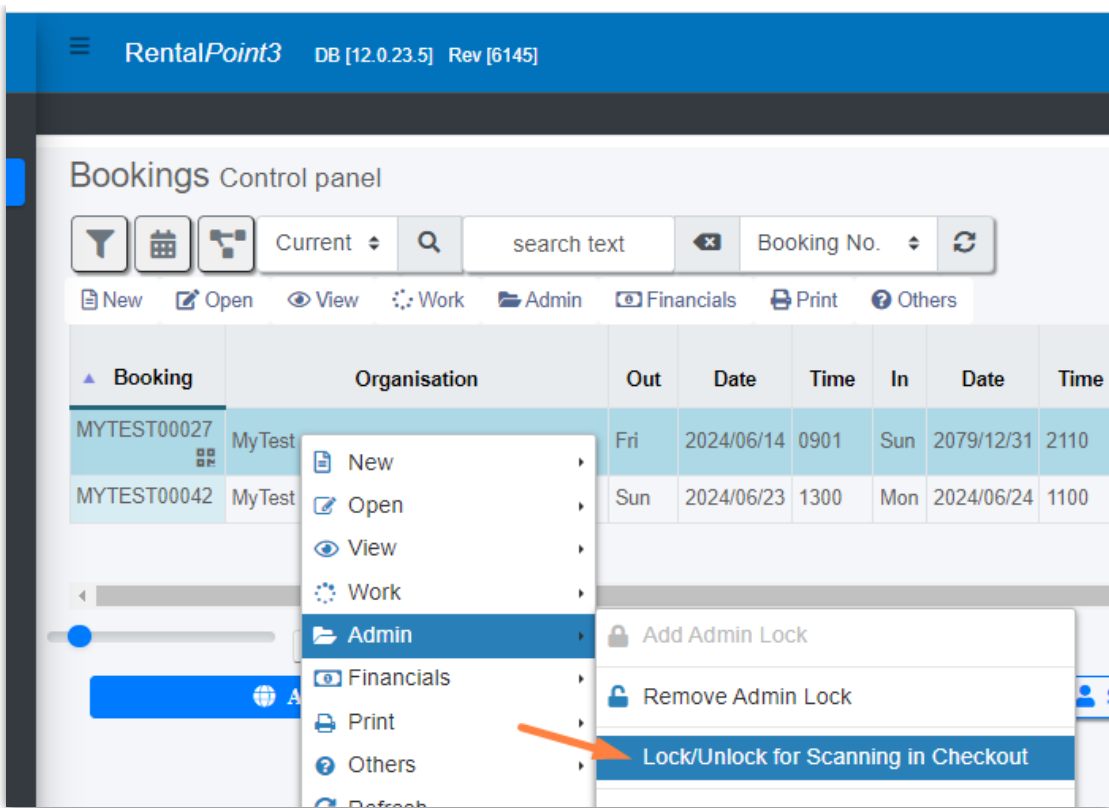 RentalPoint3 DB [12.0.23.5] Rev [6145]
Bookings Control panel
Current search text Booking No.
New Open View Work Admin Financials Print Others
Booking Organisation Out Date Time In Date Time
MYTEST00027 MyTest Fri 2024/06/14 0901 Sun 2079/12/31 2110
MYTEST00042 MyTest Sun 2024/06/23 1300 Mon 2024/06/24 1100
New
Open
View
Work
Admin
Financials
Print
Others
Refresh
Add Admin Lock
Remove Admin Lock
Lock/Unlock for Scanning in Checkout